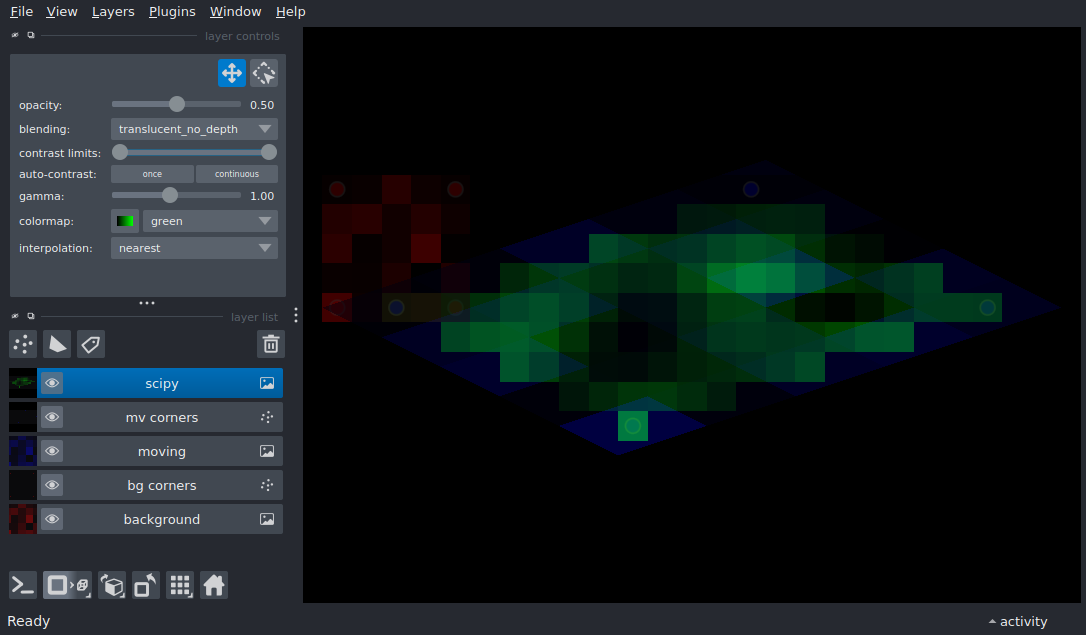 File View Layers Plugins Window Help
layer controls
opacity: 0.50
blending: translucent_no_depth
contrast limits:
auto-contrast: once continuous
gamma: 1.00
colormap: green
interpolation: nearest
layer list
scipy
mv corners
moving
bg corners
background
Ready
activity